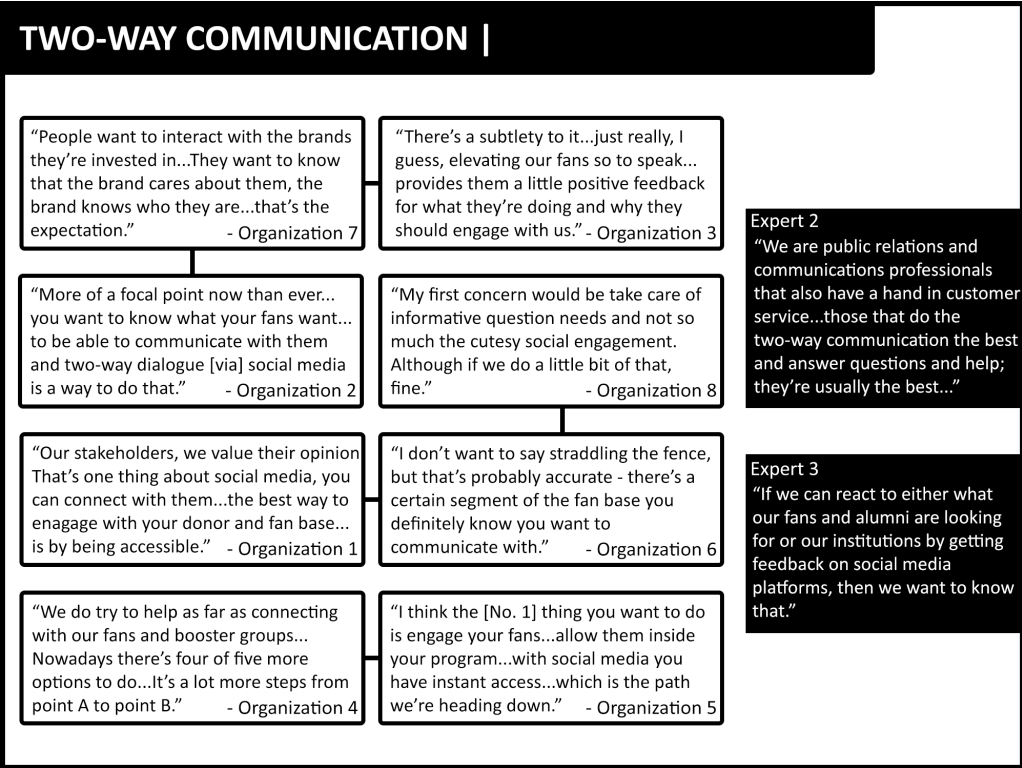 TWO-WAY COMMUNICATION |
“People want to interact with the brands
they’re invested in...They want to know
that the brand cares about them, the
brand knows who they are...that’s the
expectation.” - Organization 7
“There’s a subtlety to it...just really, I
guess, elevating our fans so to speak...
provides them a little positive feedback
for what they’re doing and why they
should engage with us.” - Organization 3
“More of a focal point now than ever...
you want to know what your fans want...
to be able to communicate with them
and two-way dialogue [via] social media
is a way to do that.” - Organization 2
“My first concern would be take care of
informative question needs and not so
much the cutesy social engagement.
Although if we do a little bit of that,
fine.” - Organization 8
“Our stakeholders, we value their opinion
That’s one thing about social media, you
can connect with them...the best way to
enagage with your donor and fan base...
is by being accessible.” - Organization 1
“I don’t want to say straddling the fence,
but that’s probably accurate - there’s a
certain segment of the fan base you
definitely know you want to
communicate with.” - Organization 6
“We do try to help as far as connecting
with our fans and booster groups...
Nowadays there’s four of five more
options to do...It’s a lot more steps from
point A to point B.” - Organization 4
“I think the [No. 1] thing you want to do
is engage your fans...allow them inside
your program...with social media you
have instant access...which is the path
we’re heading down.” - Organization 5
Expert 2
“We are public relations and
communications professionals
that also have a hand in customer
service...those that do the
two-way communication the best
and answer questions and help;
they’re usually the best...”
Expert 3
“If we can react to either what
our fans and alumni are looking
for or our institutions by getting
feedback on social media
platforms, then we want to know
that.”